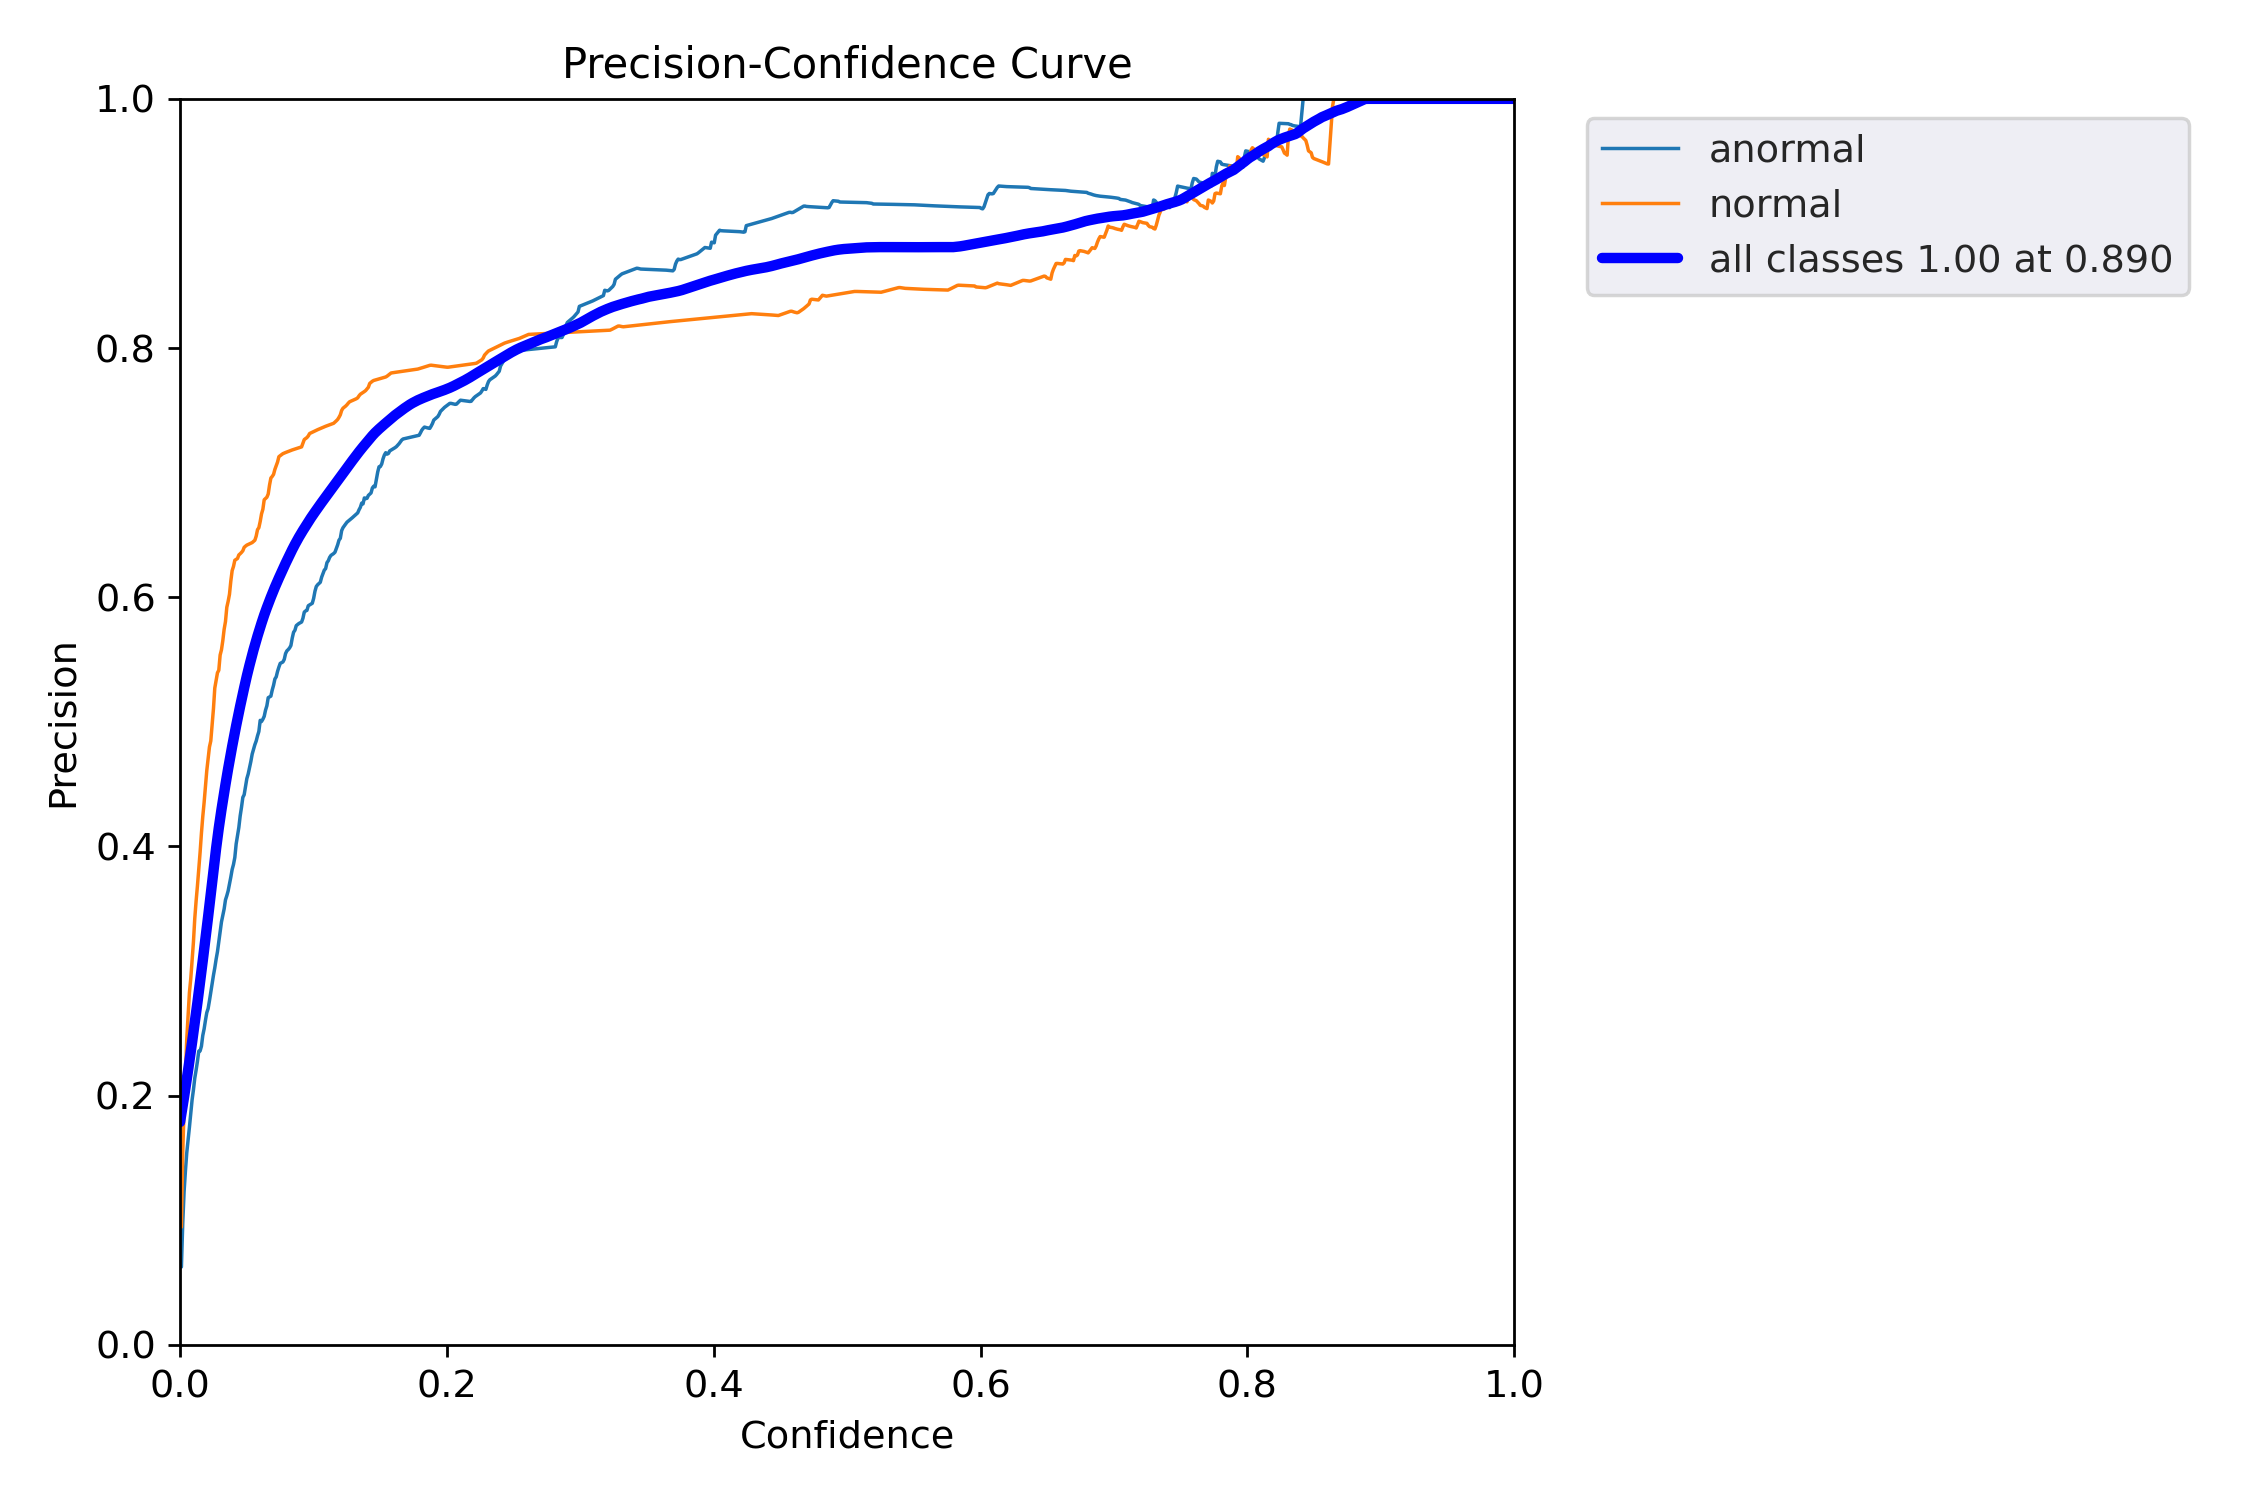 Precision-Confidence Curve
1.0
0.8
0.6
0.4
0.2
0.0
Precision
0.0 0.2 0.4 0.6 0.8 1.0
Confidence
anormal
normal
all classes 1.00 at 0.890